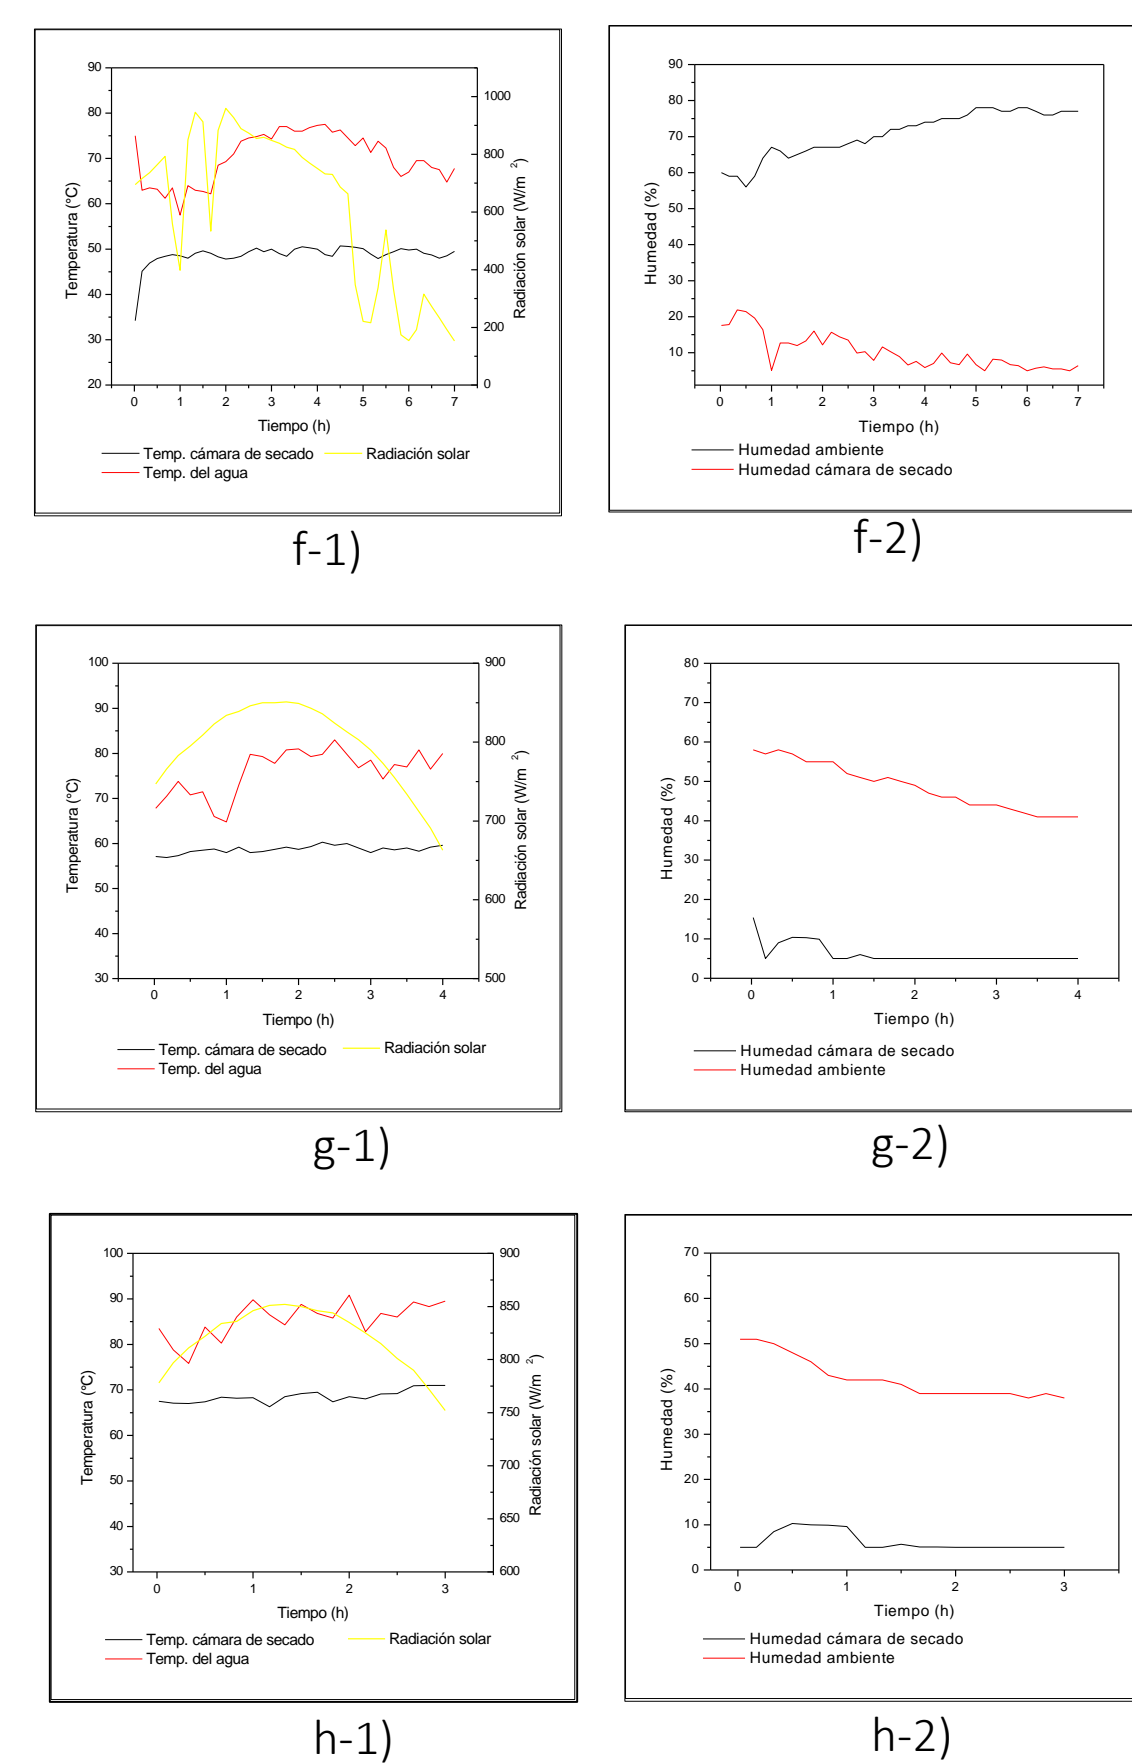 90
80
70
60
50
40
30
20
1000
800
600
400
200
0
0 1 2 3 4 5 6 7
Temperatura (°C)
Radiación solar (W/m 2)
Tiempo (h)
Temp. cámara de secado Radiación solar
Temp. del agua
f-1)
90
80
70
60
50
40
30
20
10
0 1 2 3 4 5 6 7
Humedad (%)
Tiempo (h)
Humedad ambiente
Humedad cámara de secado
f-2)
100
90
80
70
60
50
40
30
900
800
700
600
500
0 1 2 3 4
Temperatura (°C)
Radiación solar (W/m 2)
Tiempo (h)
Temp. cámara de secado Radiación solar
Temp. del agua
g-1)
80
70
60
50
40
30
20
10
0
0 1 2 3 4
Humedad (%)
Tiempo (h)
Humedad cámara de secado
Humedad ambiente
g-2)
100
90
80
70
60
50
40
30
900
850
800
750
700
650
600
0 1 2 3
Temperatura (°C)
Radiación solar (W/m 2)
Tiempo (h)
Temp. cámara de secado Radiación solar
Temp. del agua
h-1)
70
60
50
40
30
20
10
0
0 1 2 3
Humedad (%)
Tiempo (h)
Humedad cámara de secado
Humedad ambiente
h-2)